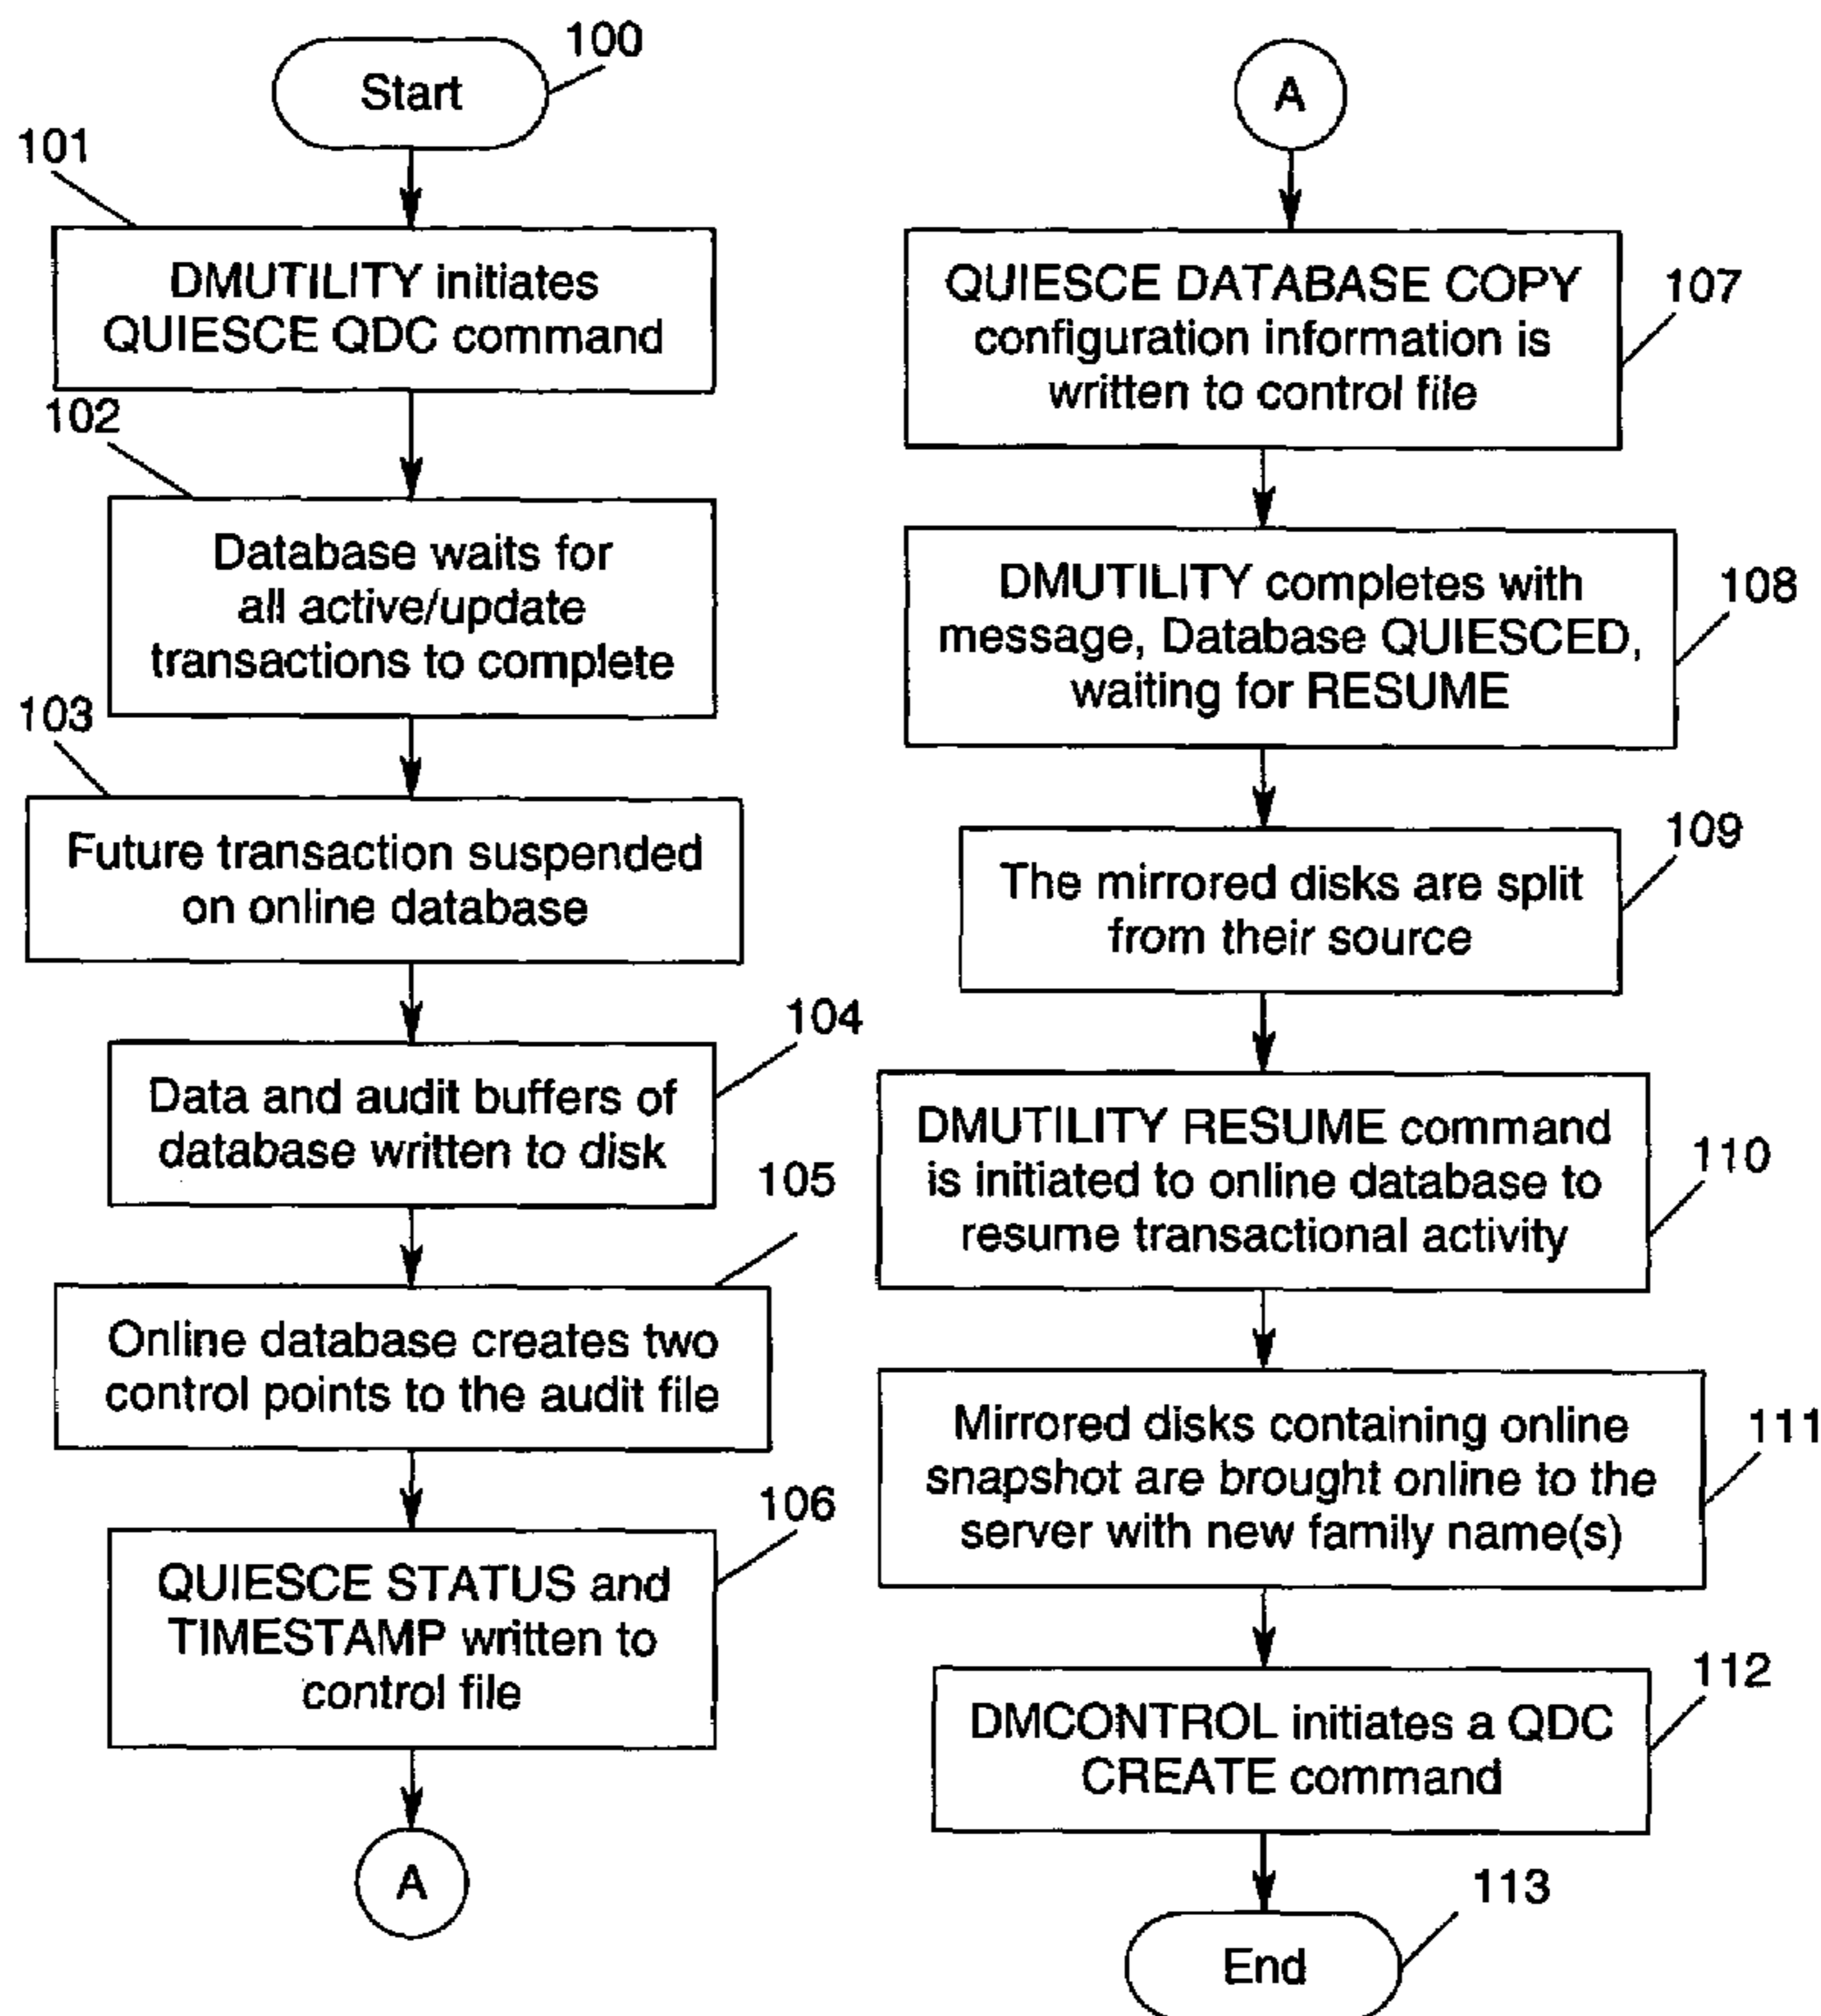 100
Start
101
DMUTILITY initiates
QUIESCE QDC command
102
Database waits for
all active/update
transactions to complete
103
Future transaction suspended
on online database
104
Data and audit buffers of
database written to disk
105
Online database creates two
control points to the audit file
106
QUIESCE STATUS and
TIMESTAMP written to
control file
A
A
QUIESCE DATABASE COPY
configuration information is
written to control file
107
DMUTILITY completes with
message, Database QUIESCED,
waiting for RESUME
108
The mirrored disks are split
from their source
109
DMUTILITY RESUME command
is initiated to online database to
resume transactional activity
110
Mirrored disks containing online
snapshot are brought online to the
server with new family name(s)
111
DMCONTROL initiates a QDC
CREATE command
112
End
113